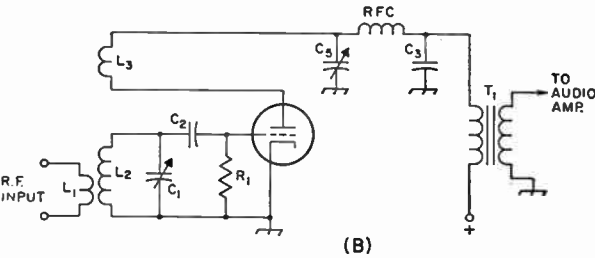 RFC
L3
C5
C3
T1
TO
AUDIO
AMP.
C2
R.F.
INPUT
L1
L2
C1
R1
+
(B)